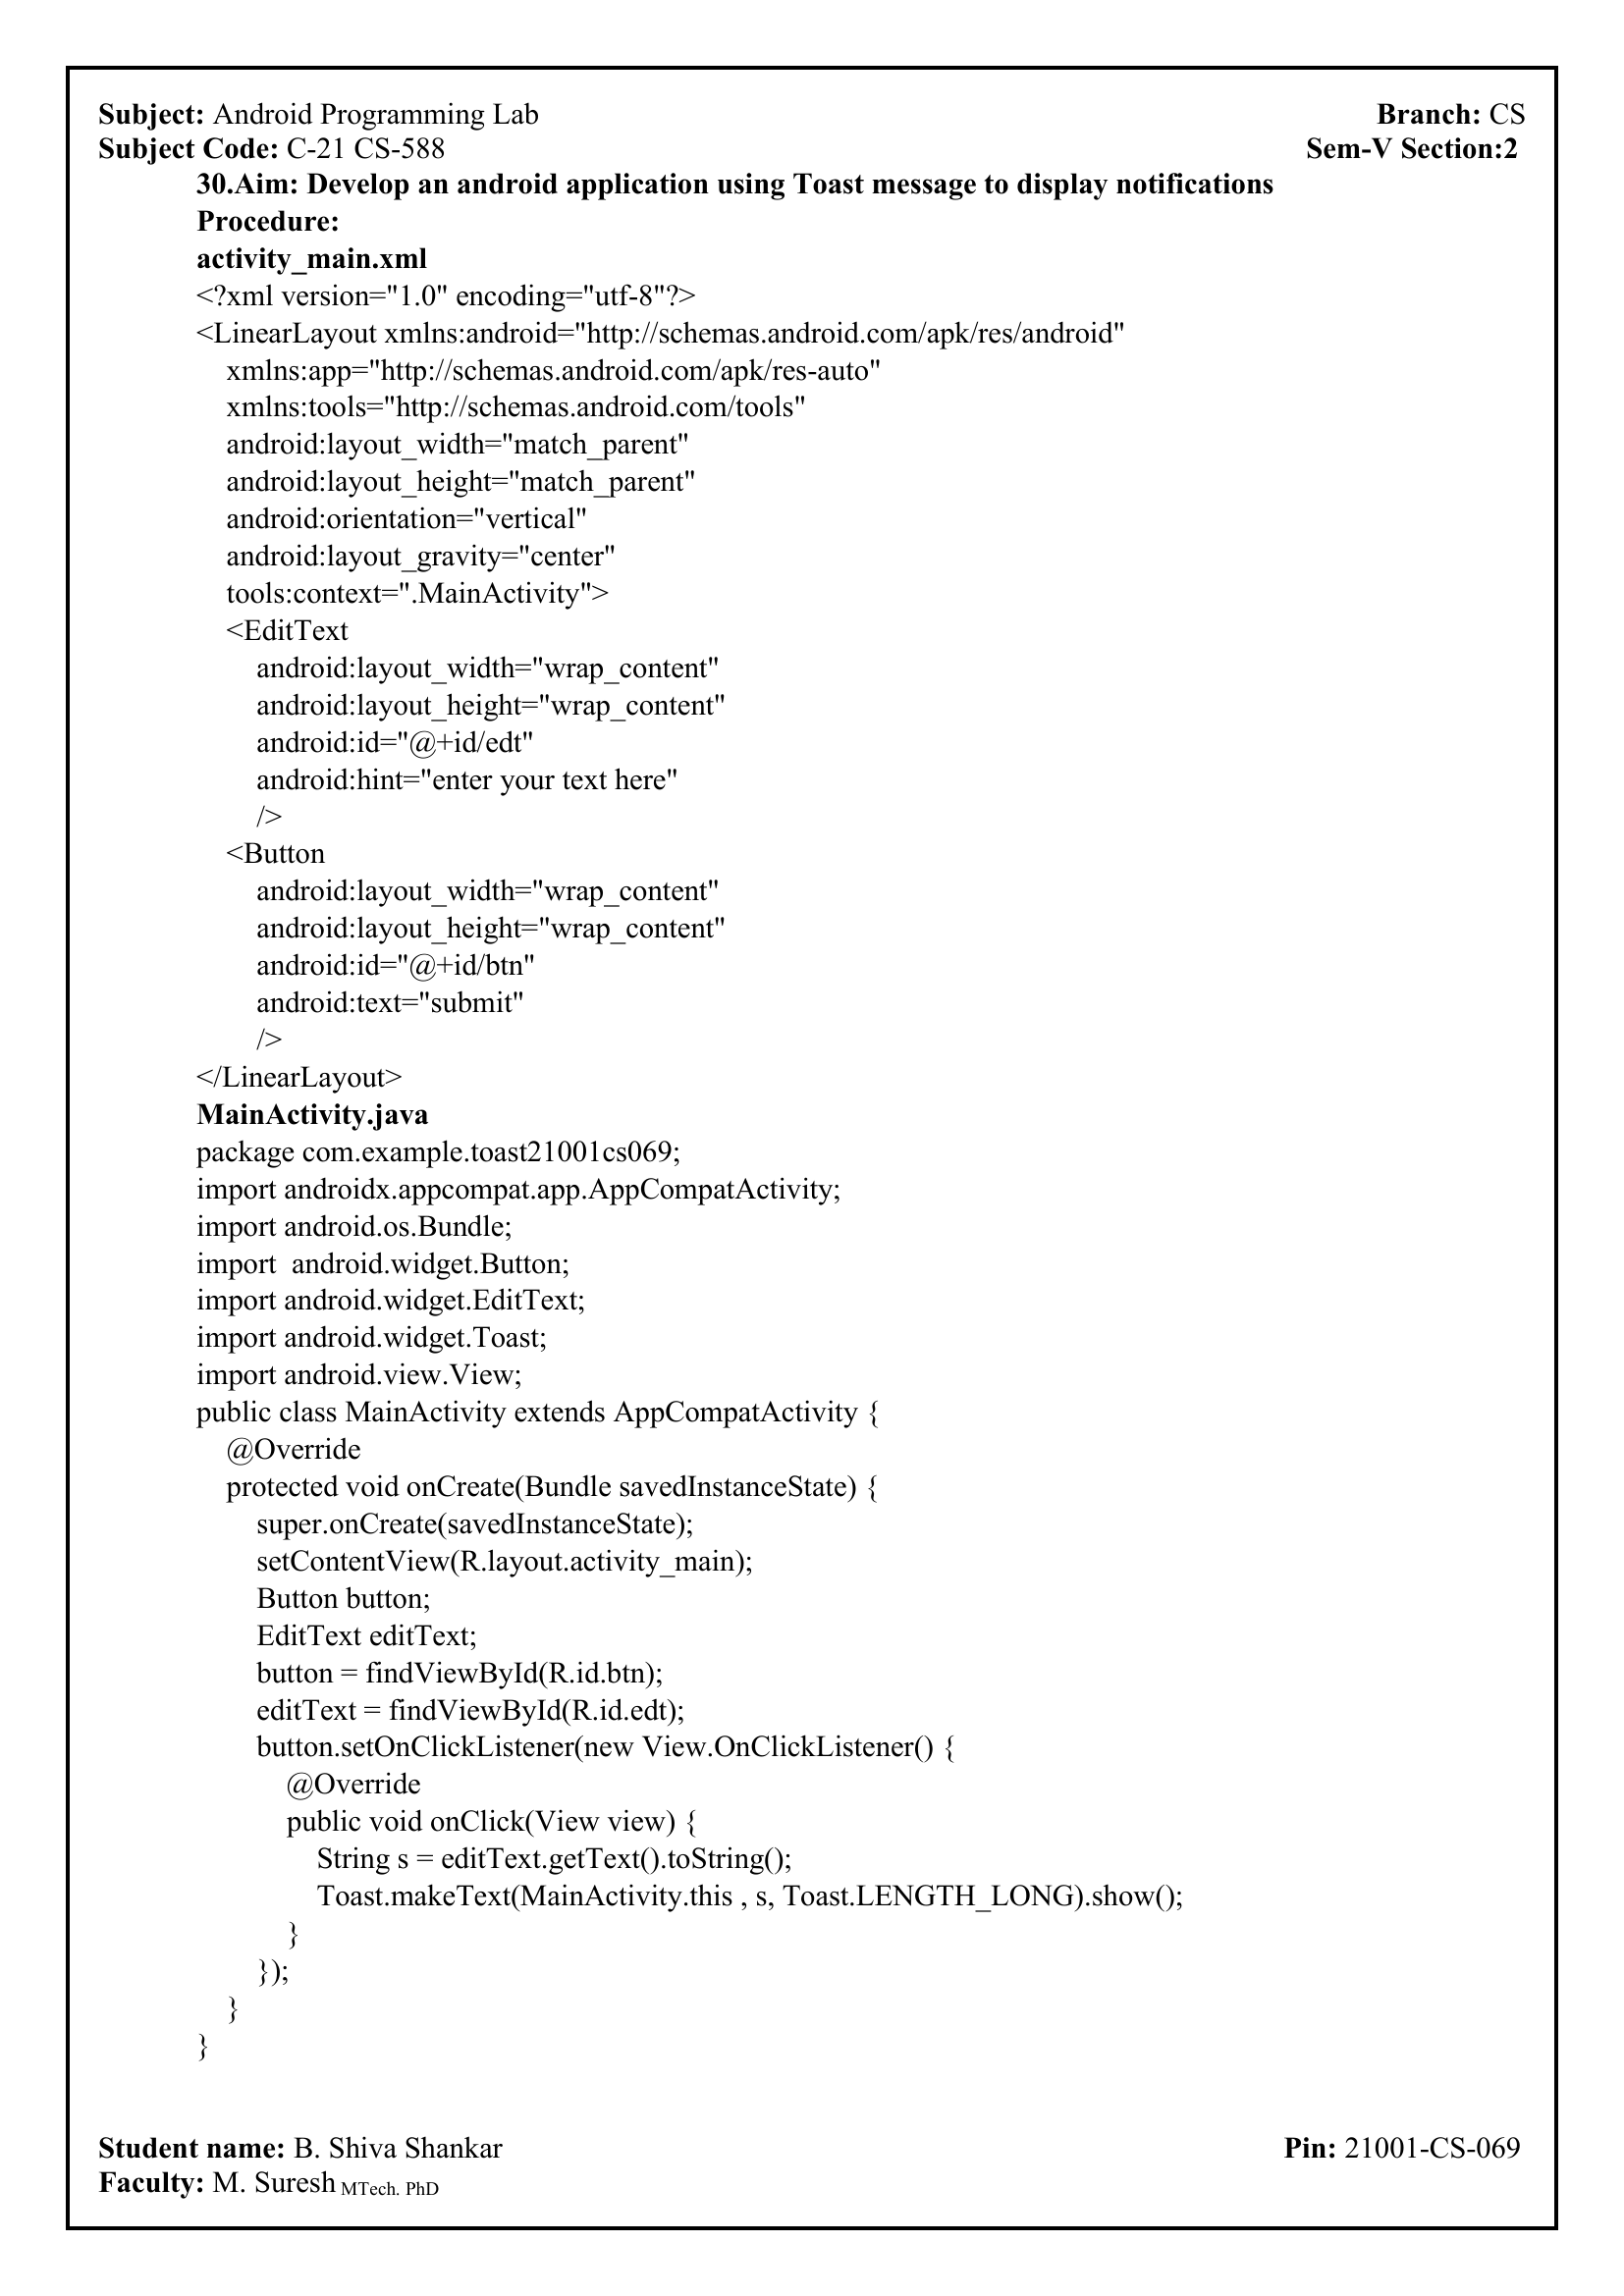 Subject: Android Programming Lab Branch: CS
Subject Code: C-21 CS-588 Sem-V Section:2
30.Aim: Develop an android application using Toast message to display notifications
Procedure:
activity_main.xml
<?xml version="1.0" encoding="utf-8"?>
<LinearLayout xmlns:android="http://schemas.android.com/apk/res/android"
    xmlns:app="http://schemas.android.com/apk/res-auto"
    xmlns:tools="http://schemas.android.com/tools"
    android:layout_width="match_parent"
    android:layout_height="match_parent"
    android:orientation="vertical"
    android:layout_gravity="center"
    tools:context=".MainActivity">
    <EditText
        android:layout_width="wrap_content"
        android:layout_height="wrap_content"
        android:id="@+id/edt"
        android:hint="enter your text here"
        />
    <Button
        android:layout_width="wrap_content"
        android:layout_height="wrap_content"
        android:id="@+id/btn"
        android:text="submit"
        />
</LinearLayout>
MainActivity.java
package com.example.toast21001cs069;
import androidx.appcompat.app.AppCompatActivity;
import android.os.Bundle;
import  android.widget.Button;
import android.widget.EditText;
import android.widget.Toast;
import android.view.View;
public class MainActivity extends AppCompatActivity {
    @Override
    protected void onCreate(Bundle savedInstanceState) {
        super.onCreate(savedInstanceState);
        setContentView(R.layout.activity_main);
        Button button;
        EditText editText;
        button = findViewById(R.id.btn);
        editText = findViewById(R.id.edt);
        button.setOnClickListener(new View.OnClickListener() {
            @Override
            public void onClick(View view) {
                String s = editText.getText().toString();
                Toast.makeText(MainActivity.this , s, Toast.LENGTH_LONG).show();
            }
        });
    }
}
Student name: B. Shiva Shankar Pin: 21001-CS-069
Faculty: M. Suresh MTech. PhD